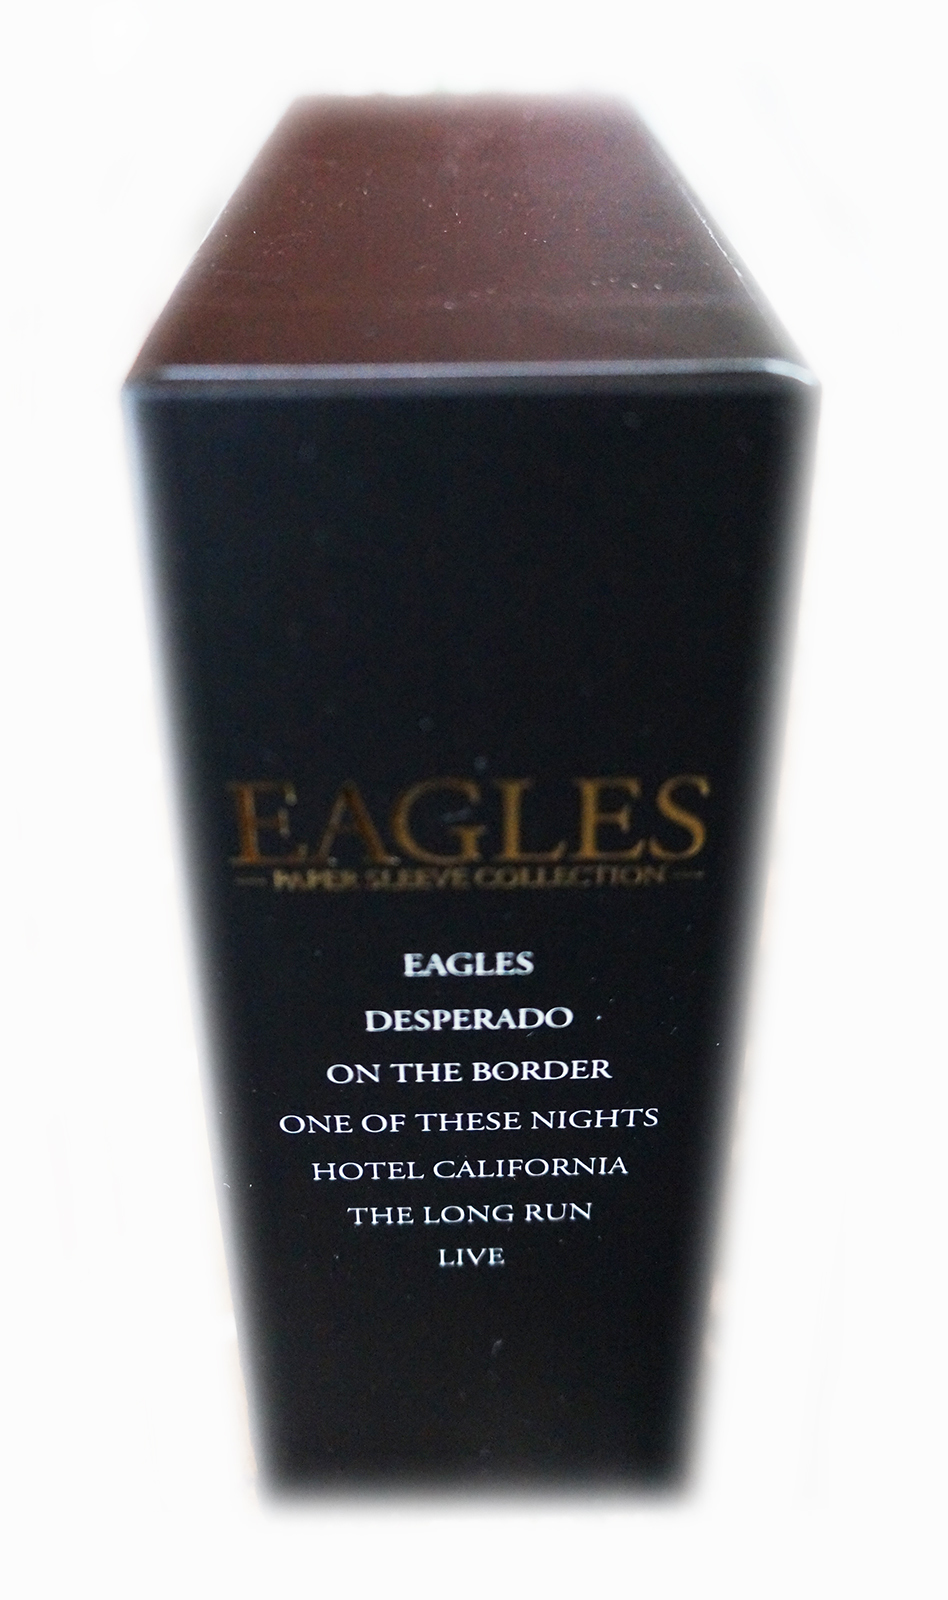 EAGLES
— PAPER SLEEVE COLLECTION —
EAGLES
DESPERADO
ON THE BORDER
ONE OF THESE NIGHTS
HOTEL CALIFORNIA
THE LONG RUN
LIVE